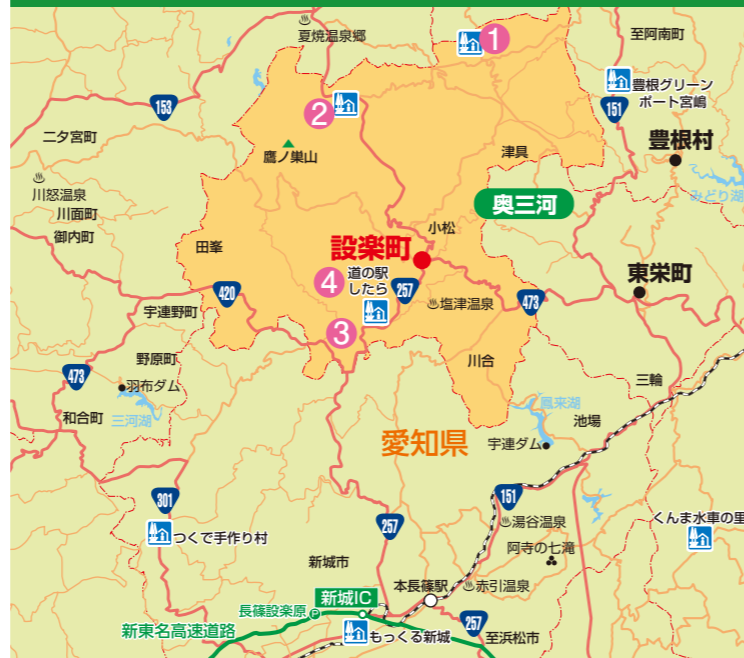 夏焼温泉郷
1
至阿南町
153
2
豊根グリーン
ポート宮嶋
151
二タ宮町
鷹ノ巣山
津具
豊根村
川怒温泉
川面町
御内町
奥三河
みどり湖
小松
田峯
設楽町
東栄町
4
道の駅
したら
257
420
塩津温泉
473
宇連野町
3
野原町
川合
473
羽布ダム
三輪
和合町
三河湖
鳳来湖
池場
愛知県
宇連ダム
301
151
つくで手作り村
257
湯谷温泉
くんま水車の里
阿寺の七滝
新城市
本長篠駅
赤引温泉
新城IC
長篠設楽原
P
257
新東名高速道路
もっくる新城
至浜松市